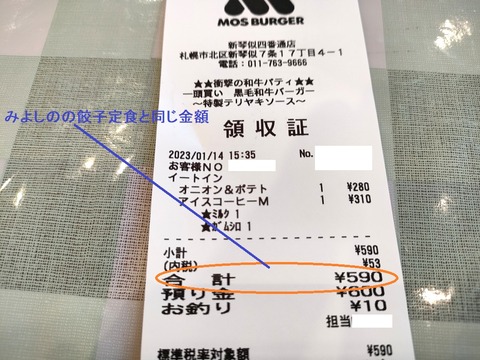 MOS BURGER
新琴似四番通店
札幌市北区新琴似7条17丁目4-1
電話:011-763-9666
★★衝撃の和牛パティ★★
一頭買い 黒毛和牛バーガー
~特製テリヤキソース~
みよしのの餃子定食と同じ金額
領収証
2023/01/14 15:35 No.
お客様NO
イートイン
オニオン&ポテト 1 ¥280
アイスコーヒーM 1 ¥310
★ミルク 1
★ガムシロ 1
小計 ¥590
(内税) ¥53
合 計 ¥590
預り金 ¥600
お釣り ¥10
担当
標準税率対象額 ¥590